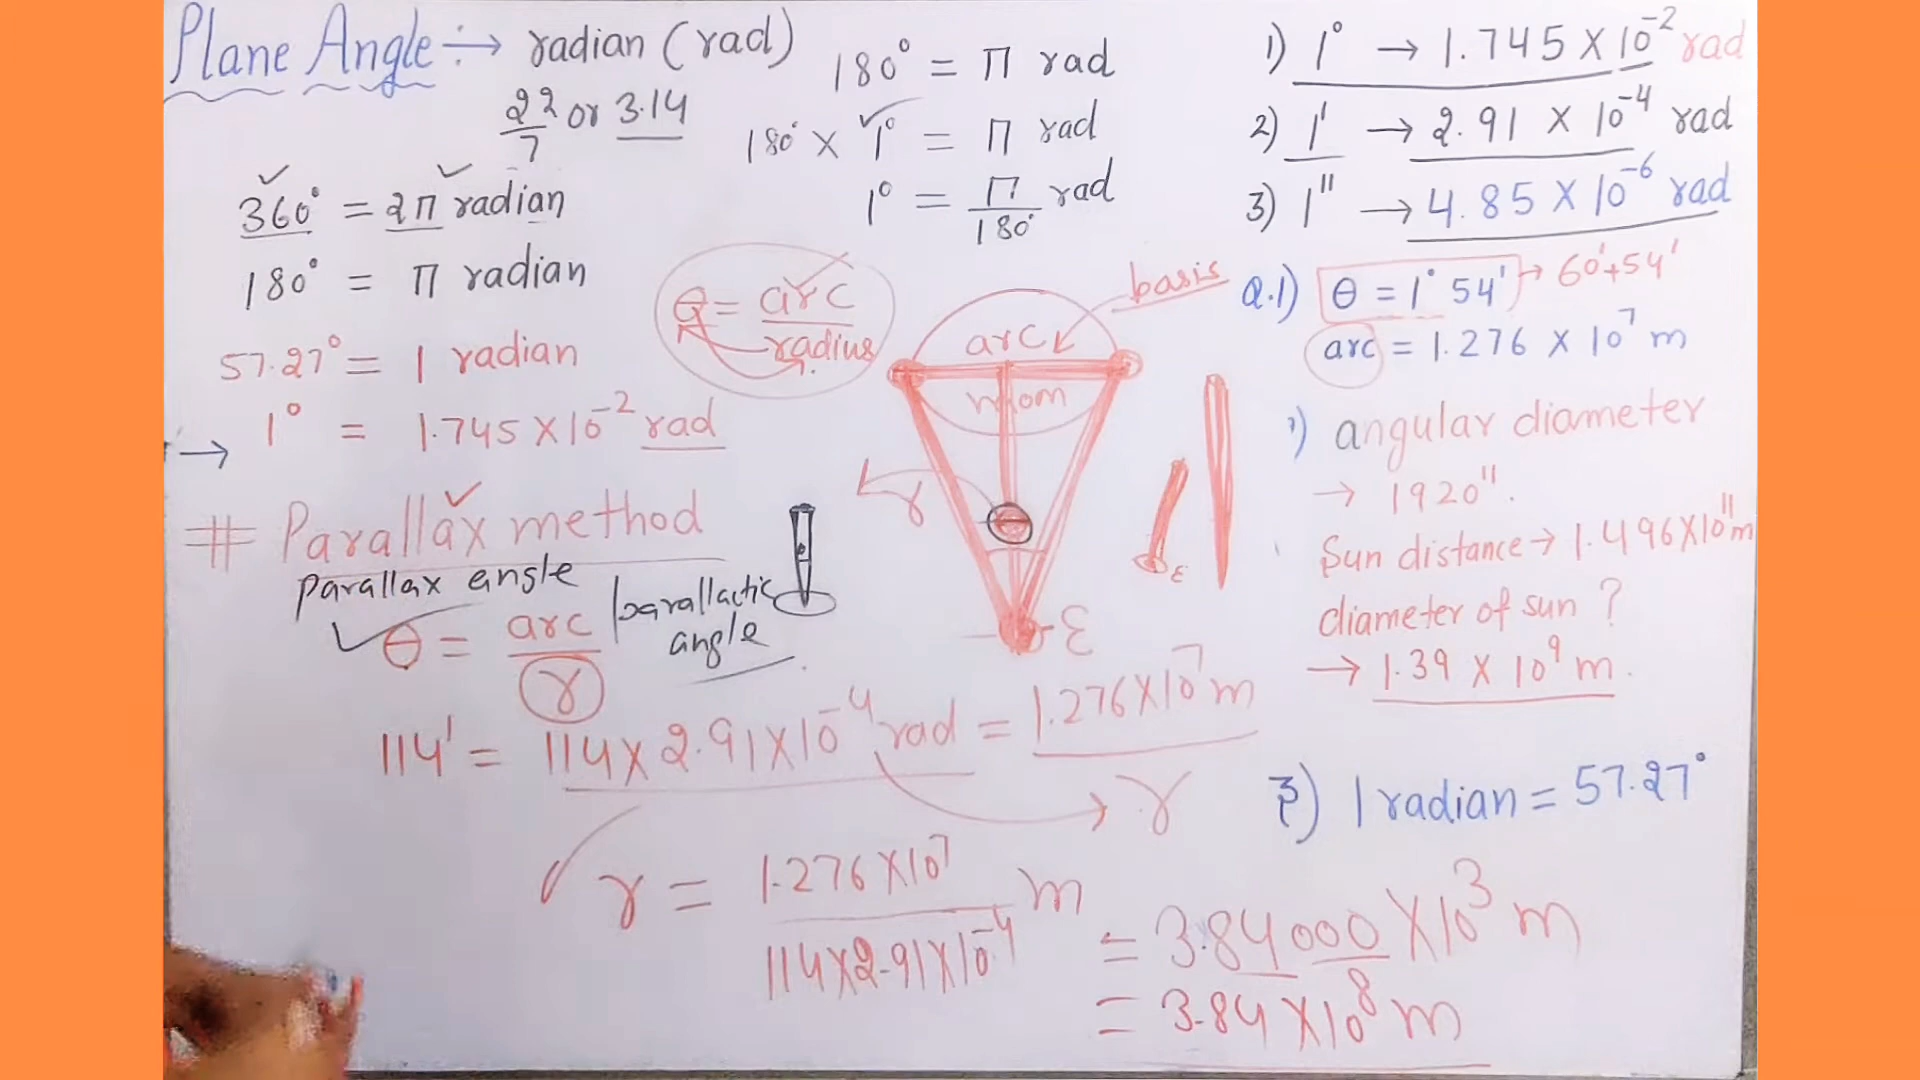 Plane Angle :→ radian (rad)
22/7 or 3.14
360° = 2π radian
180° = π radian
57.27° = 1 radian
→ 1° = 1.745 × 10⁻² rad
180° = π rad
180° × 1° = π rad
1° = π/180° rad
θ = arc/radius
basis
arc
r
E
E
1) 1° → 1.745 × 10⁻² rad
2) 1' → 2.91 × 10⁻⁴ rad
3) 1" → 4.85 × 10⁻⁶ rad
Q.1) θ = 1° 54' → 60'+54'
arc = 1.276 × 10⁷ m
angular diameter
→ 1920".
Sun distance → 1.496×10¹¹ m
diameter of sun ?
→ 1.39 × 10⁹ m.
1 radian = 57.27°
# Parallax method
parallax angle
parallactic
angle
θ = arc/r
114' = 114 × 2.91 × 10⁻⁴ rad = 1.276 × 10⁷ m
→ r
r = 1.276 × 10⁷ / 114 × 2.91 × 10⁻⁴ m
= 3.84000 × 10³ m
= 3.84 × 10⁸ m